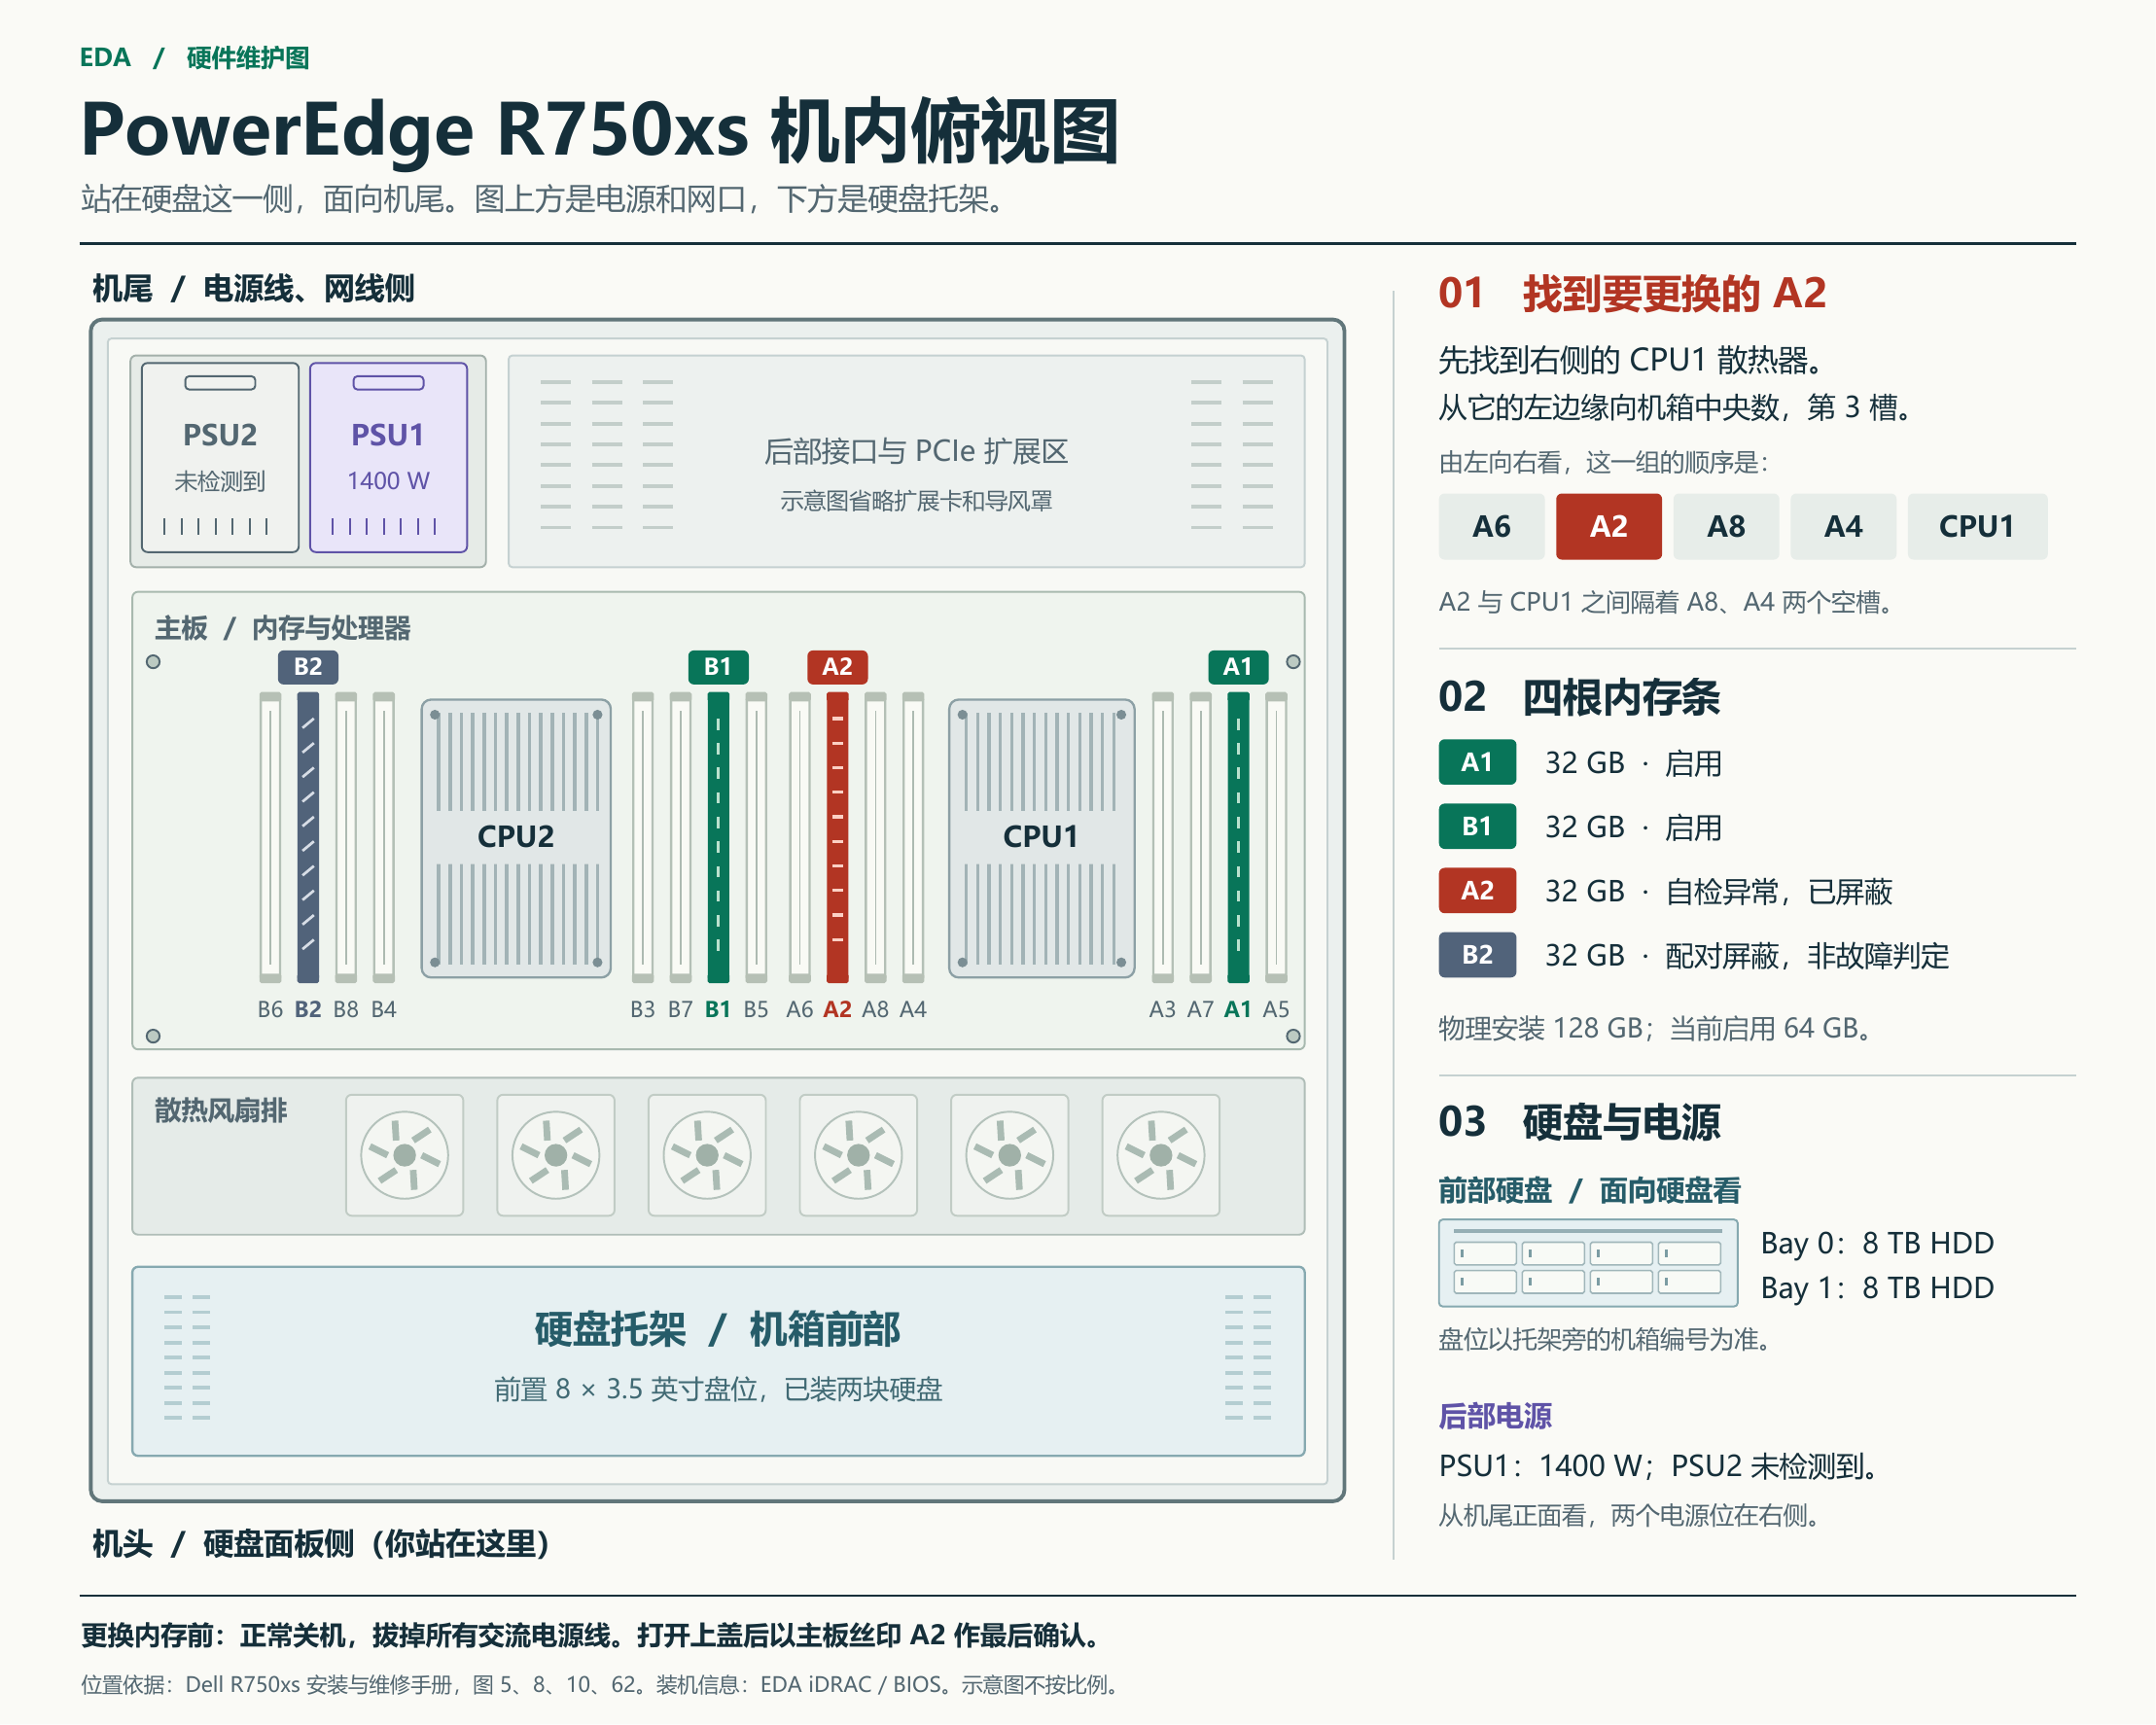 EDA / 硬件维护图
PowerEdge R750xs 机内俯视图
站在硬盘这一侧，面向机尾。图上方是电源和网口，下方是硬盘托架。
机尾 / 电源线、网线侧
PSU2
未检测到
PSU1
1400 W
后部接口与 PCIe 扩展区
示意图省略扩展卡和导风罩
主板 / 内存与处理器
B2 B1 A2 A1
CPU2 CPU1
B6 B2 B8 B4 B3 B7 B1 B5 A6 A2 A8 A4 A3 A7 A1 A5
散热风扇排
硬盘托架 / 机箱前部
前置 8 × 3.5 英寸盘位，已装两块硬盘
机头 / 硬盘面板侧（你站在这里）
01 找到要更换的 A2
先找到右侧的 CPU1 散热器。
从它的左边缘向机箱中央数，第 3 槽。
由左向右看，这一组的顺序是：
A6 A2 A8 A4 CPU1
A2 与 CPU1 之间隔着 A8、A4 两个空槽。
02 四根内存条
A1 32 GB · 启用
B1 32 GB · 启用
A2 32 GB · 自检异常，已屏蔽
B2 32 GB · 配对屏蔽，非故障判定
物理安装 128 GB；当前启用 64 GB。
03 硬盘与电源
前部硬盘 / 面向硬盘看
Bay 0：8 TB HDD
Bay 1：8 TB HDD
盘位以托架旁的机箱编号为准。
后部电源
PSU1：1400 W；PSU2 未检测到。
从机尾正面看，两个电源位在右侧。
更换内存前：正常关机，拔掉所有交流电源线。打开上盖后以主板丝印 A2 作最后确认。
位置依据：Dell R750xs 安装与维修手册，图 5、8、10、62。装机信息：EDA iDRAC / BIOS。示意图不按比例。